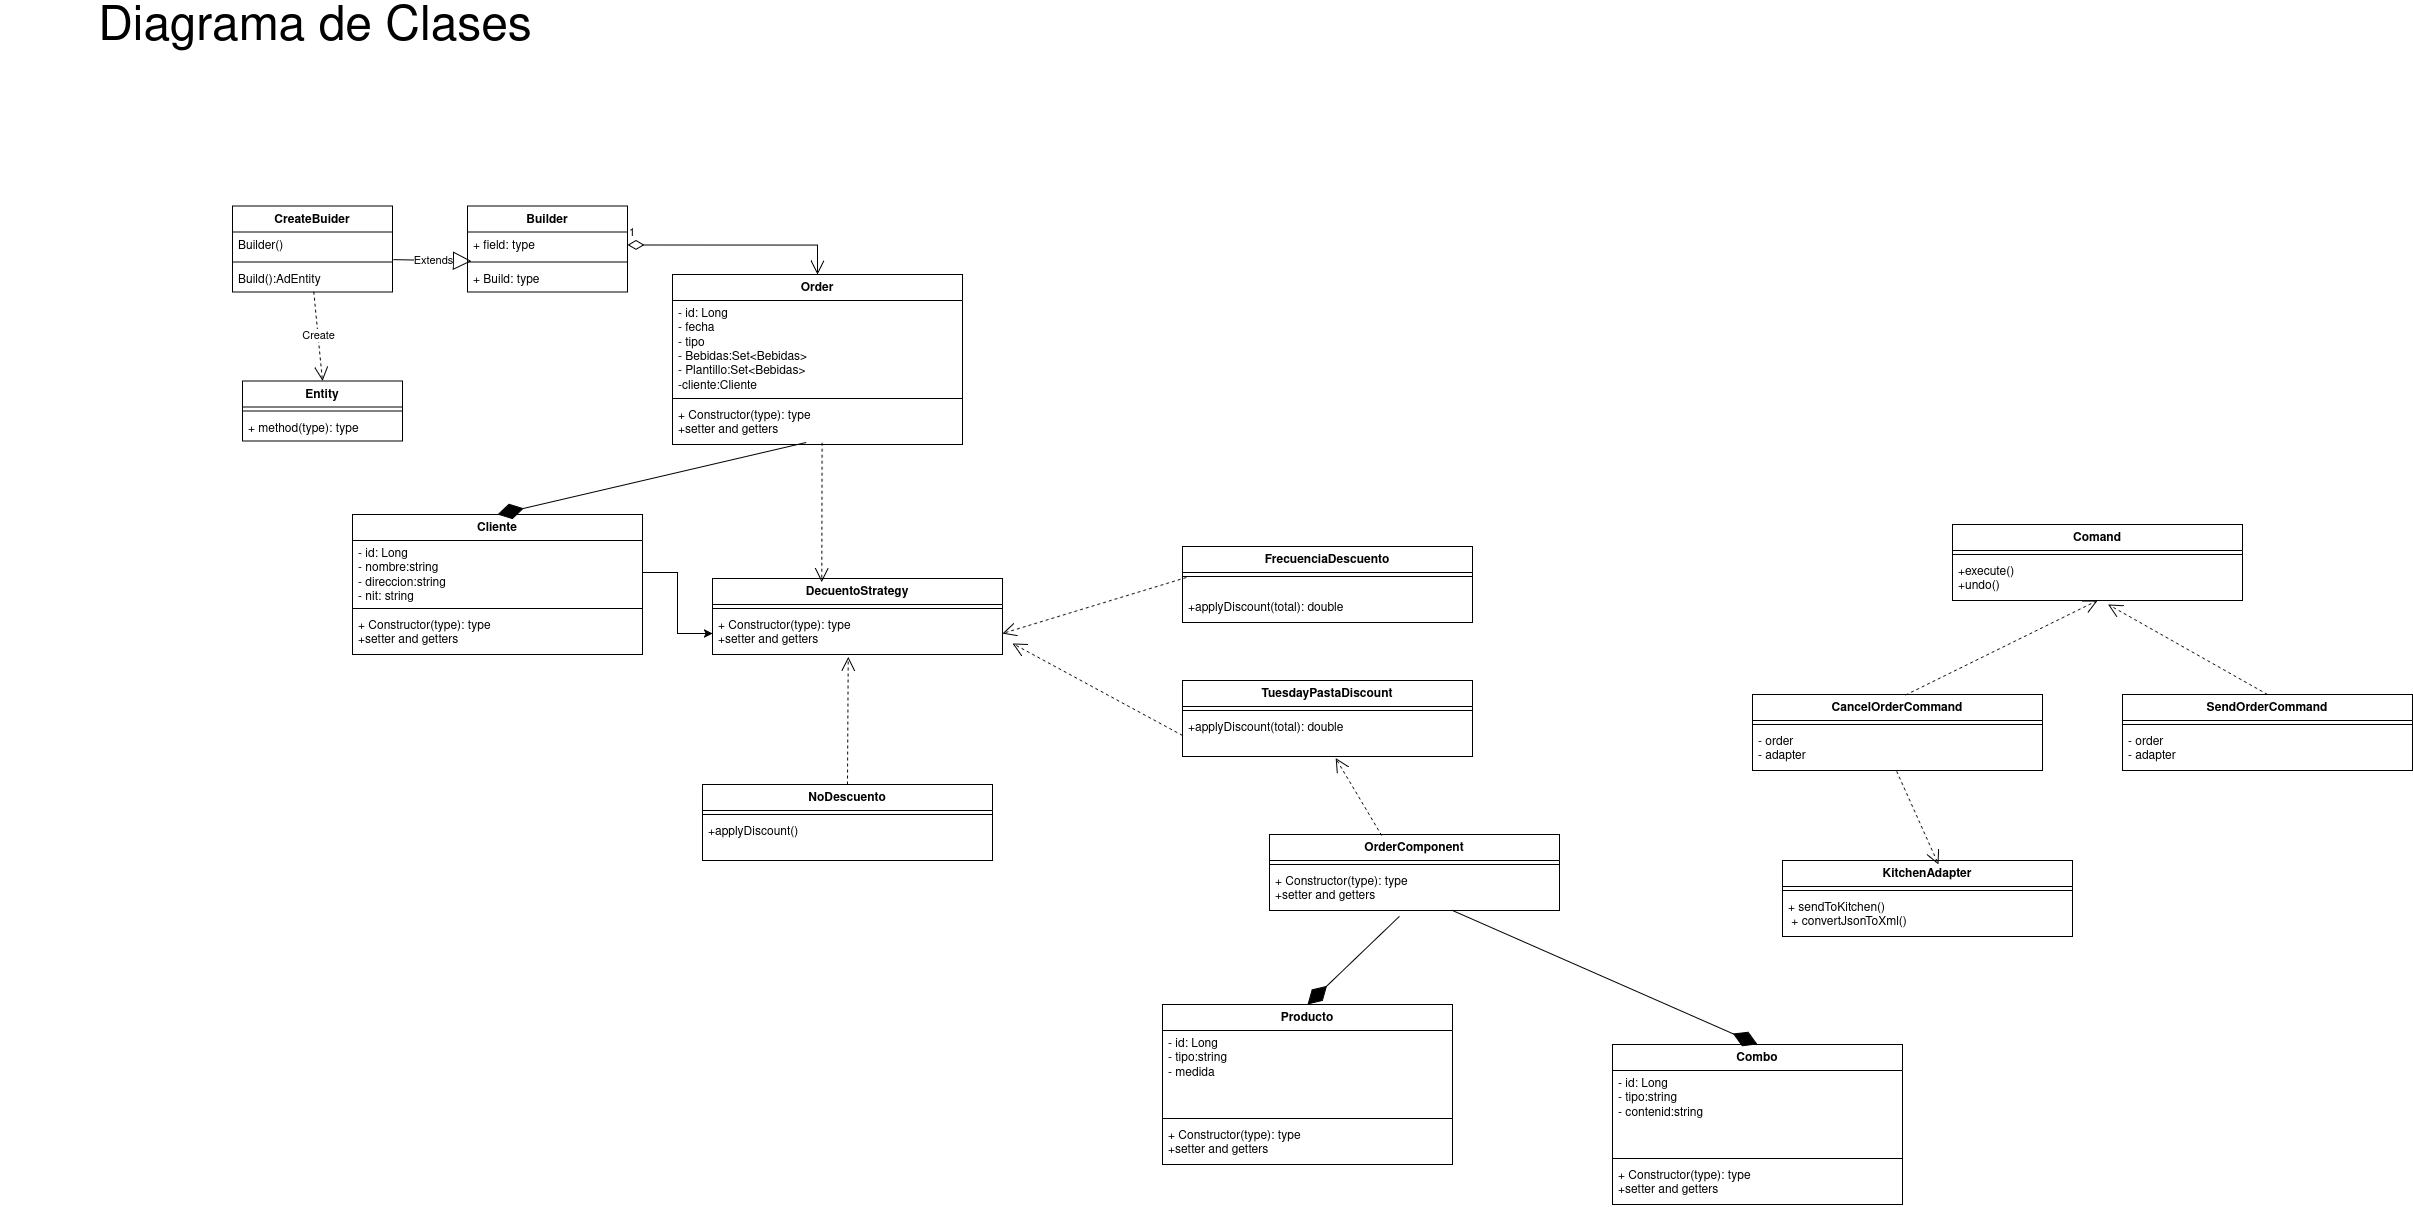 Diagrama de Clases
CreateBuider
Builder()
Build():AdEntity
Extends
Builder
+ field: type
+ Build: type
1
Create
Entity
+ method(type): type
Order
- id: Long
- fecha
- tipo
- Bebidas:Set<Bebidas>
- Plantillo:Set<Bebidas>
-cliente:Cliente
+ Constructor(type): type
+setter and getters
Cliente
- id: Long
- nombre:string
- direccion:string
- nit: string
+ Constructor(type): type
+setter and getters
DecuentoStrategy
+ Constructor(type): type
+setter and getters
FrecuenciaDescuento
+applyDiscount(total): double
TuesdayPastaDiscount
+applyDiscount(total): double
NoDescuento
+applyDiscount()
OrderComponent
+ Constructor(type): type
+setter and getters
Producto
- id: Long
- tipo:string
- medida
+ Constructor(type): type
+setter and getters
Combo
- id: Long
- tipo:string
- contenid:string
+ Constructor(type): type
+setter and getters
Comand
+execute()
+undo()
CancelOrderCommand
- order
- adapter
SendOrderCommand
- order
- adapter
KitchenAdapter
+ sendToKitchen()
+ convertJsonToXml()